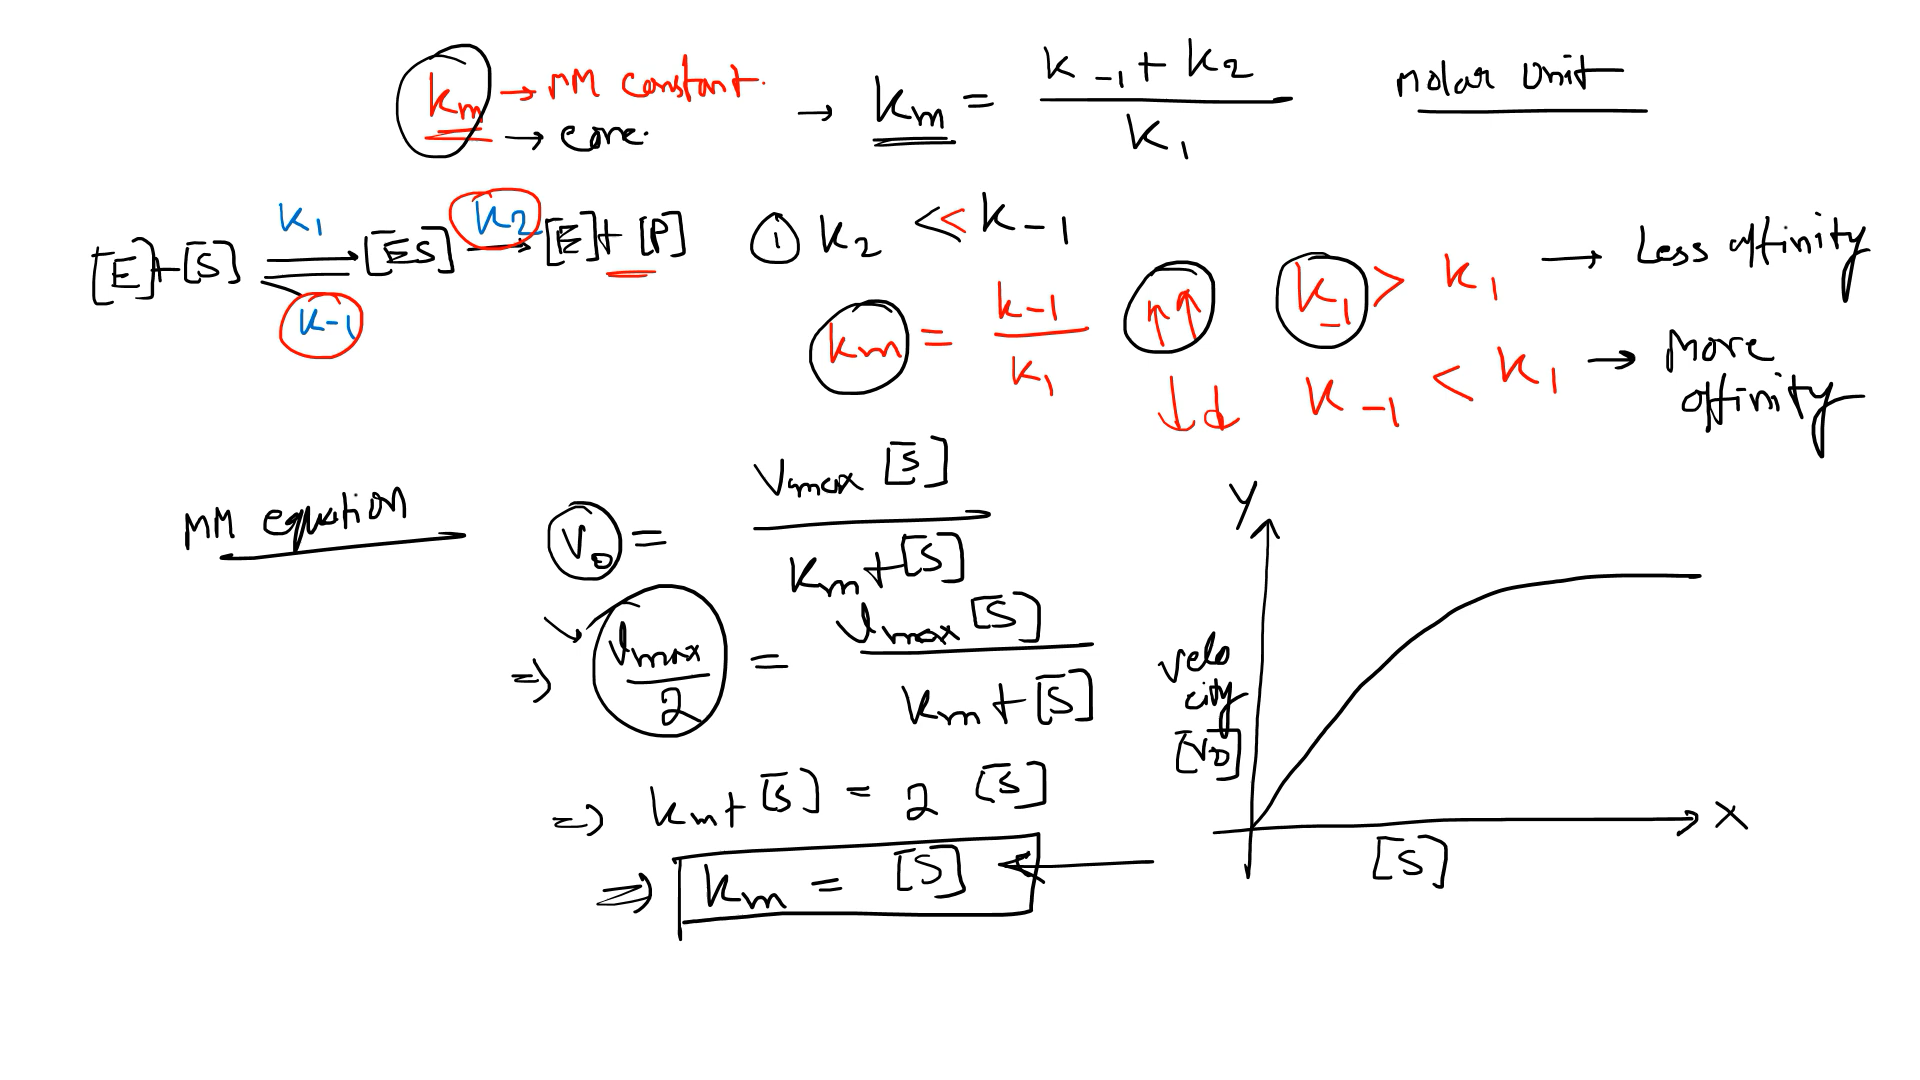 km → MM constant.
→ conc.
→ km = k-1 + k2 / k1
Molar unit
[E]+[S] k1 ⇌ k-1 [ES] k2 → [E]+[P]
① k2 << k-1
km = k-1 / k1 ↑↑ k-1 > k1 → Less affinity
↓↓ k-1 < k1 → More affinity
MM equation
V0 = Vmax [S] / km+[S]
⇒ Vmax / 2 = Vmax [S] / km+[S]
⇒ km+[S] = 2 [S]
⇒ km = [S] ←
Y
Velo
city
[V0]
[S]
X